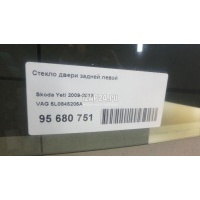 Стекло двери задней левой
Skoda Yeti 2009-2018
VAG 5L0845206A
95 680 751